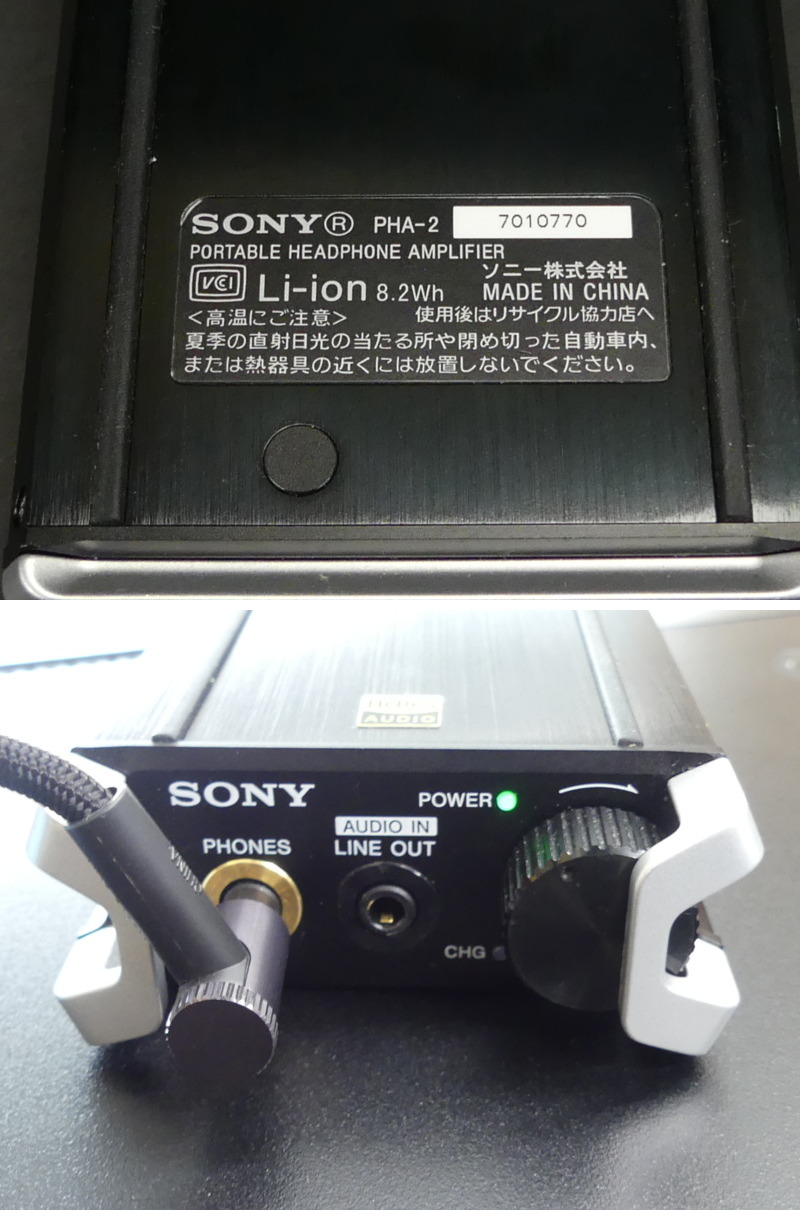 SONY® PHA-2 7010770
PORTABLE HEADPHONE AMPLIFIER
VCI Li-ion 8.2Wh
ソニー株式会社
MADE IN CHINA
<高温にご注意> 使用後はリサイクル協力店へ
夏季の直射日光の当たる所や閉め切った自動車内、
または熱器具の近くには放置しないでください。
AUDIO
SONY
POWER
AUDIO IN
PHONES LINE OUT
CHG